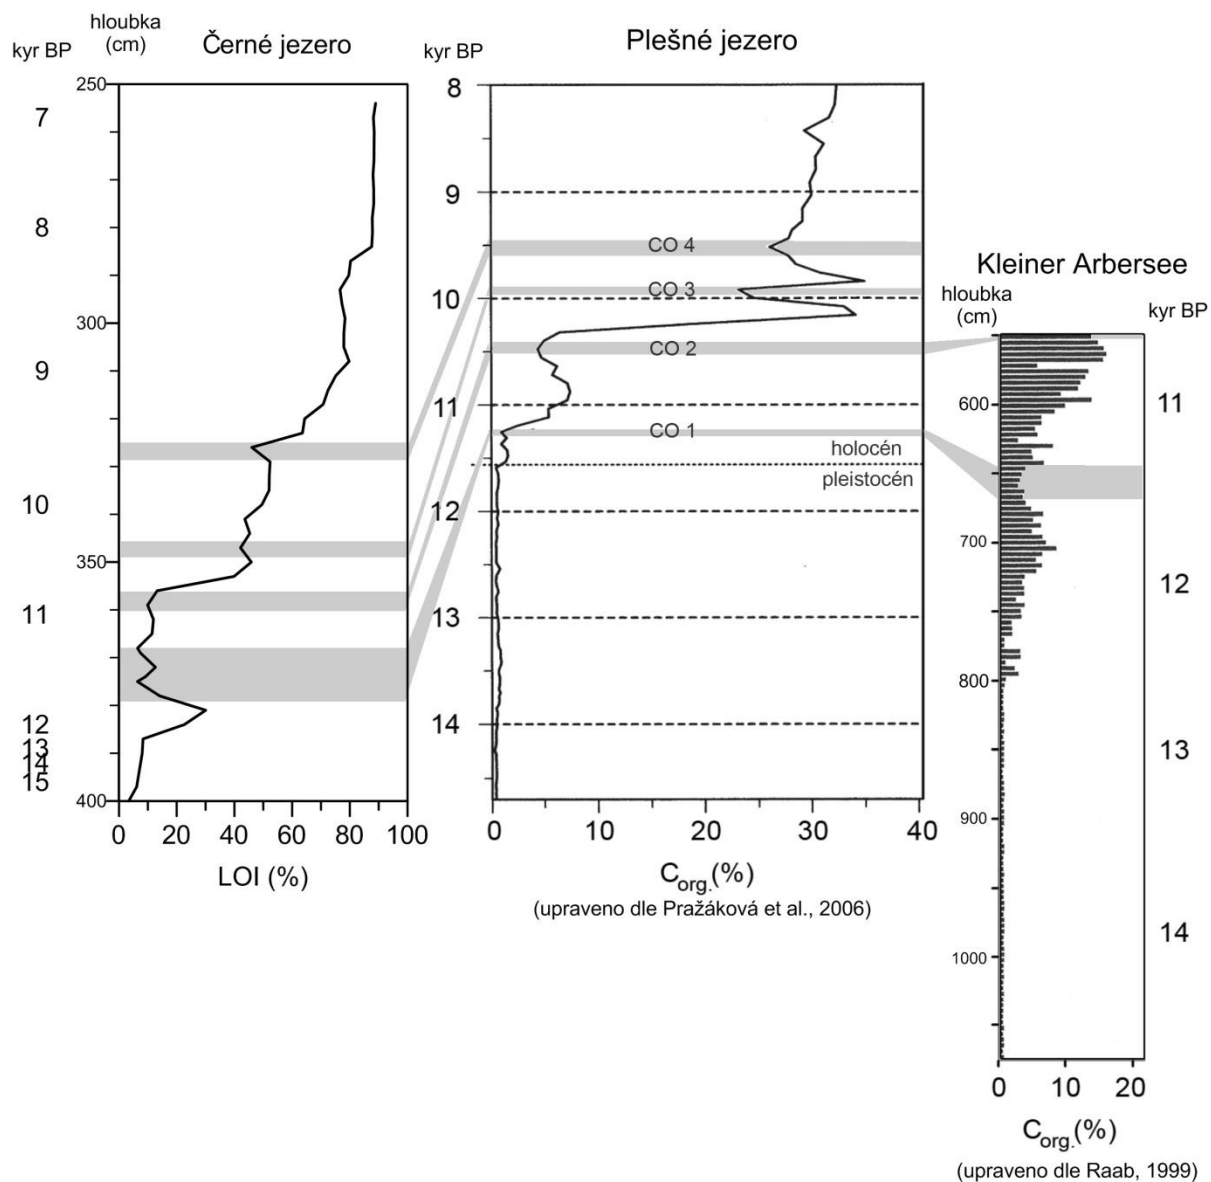 hloubka
(cm)
kyr BP
Černé jezero
250
300
350
400
7
8
9
10
11
12
13
14
15
0 20 40 60 80 100
LOI (%)
kyr BP
Plešné jezero
8
9
10
11
12
13
14
CO 4
CO 3
CO 2
CO 1
holocén
pleistocén
0 10 20 30 40
Corg.(%)
(upraveno dle Pražáková et al., 2006)
Kleiner Arbersee
hloubka
(cm)
kyr BP
600
700
800
900
1000
11
12
13
14
0 10 20
Corg.(%)
(upraveno dle Raab, 1999)